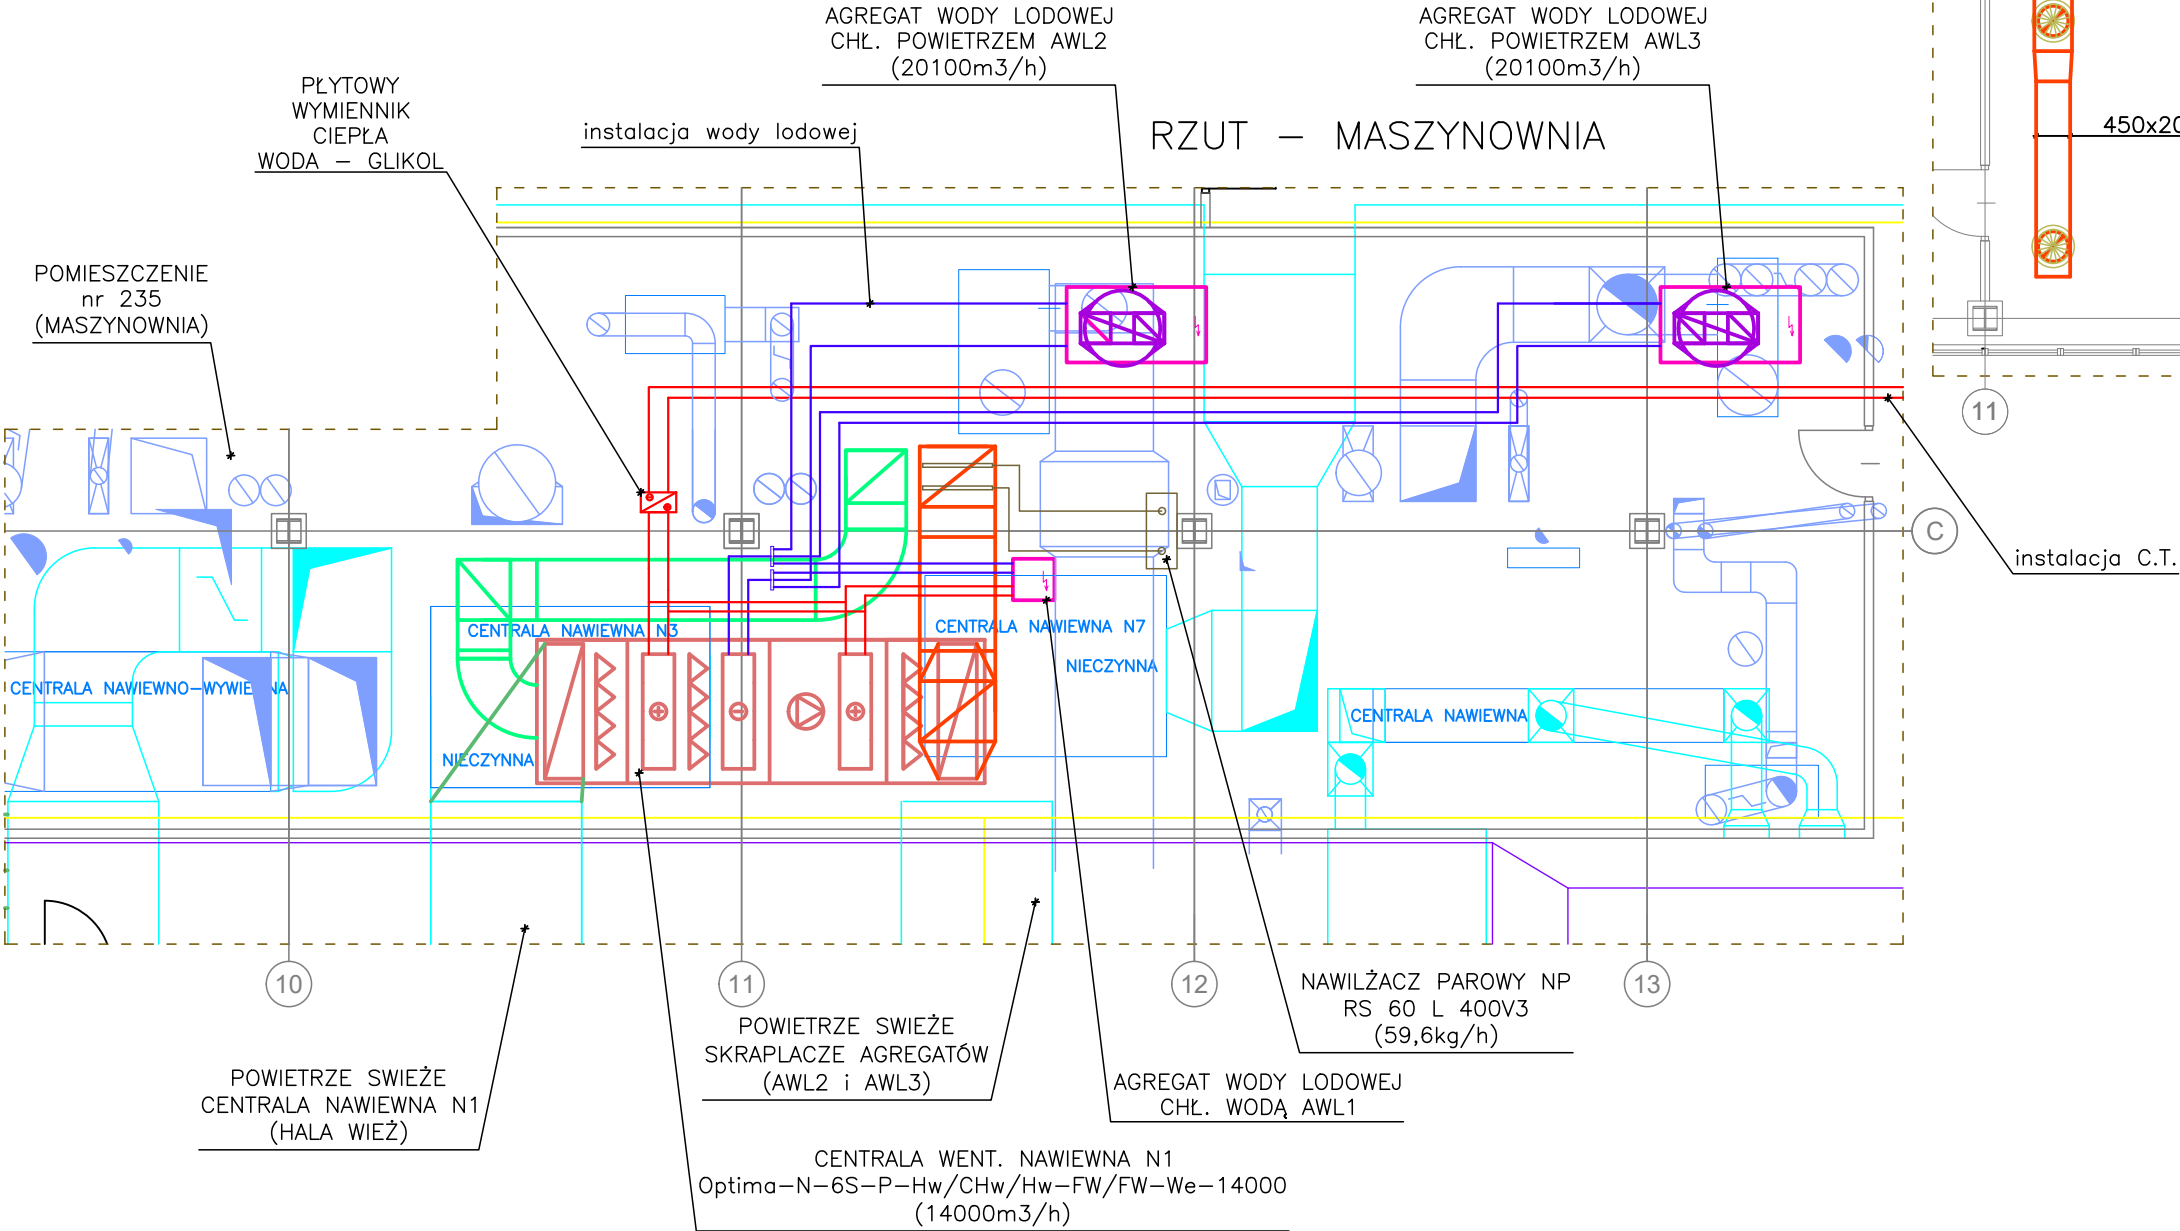 AGREGAT WODY LODOWEJ
CHŁ. POWIETRZEM AWL2
(20100m3/h)
AGREGAT WODY LODOWEJ
CHŁ. POWIETRZEM AWL3
(20100m3/h)
PŁYTOWY
WYMIENNIK
CIEPŁA
WODA – GLIKOL
instalacja wody lodowej
RZUT – MASZYNOWNIA
POMIESZCZENIE
nr 235
(MASZYNOWNIA)
11
C
instalacja C.T.
CENTRALA NAWIEWNA N3
NIECZYNNA
CENTRALA NAWIEWNA N7
NIECZYNNA
CENTRALA NAWIEWNA
10
11
12
13
NAWILŻACZ PAROWY NP
RS 60 L 400V3
(59,6kg/h)
POWIETRZE SWIEŻE
SKRAPLACZE AGREGATÓW
(AWL2 i AWL3)
POWIETRZE SWIEŻE
CENTRALA NAWIEWNA N1
(HALA WIEŻ)
AGREGAT WODY LODOWEJ
CHŁ. WODĄ AWL1
CENTRALA WENT. NAWIEWNA N1
Optima–N–6S–P–Hw/CHw/Hw–FW/FW–We–14000
(14000m3/h)